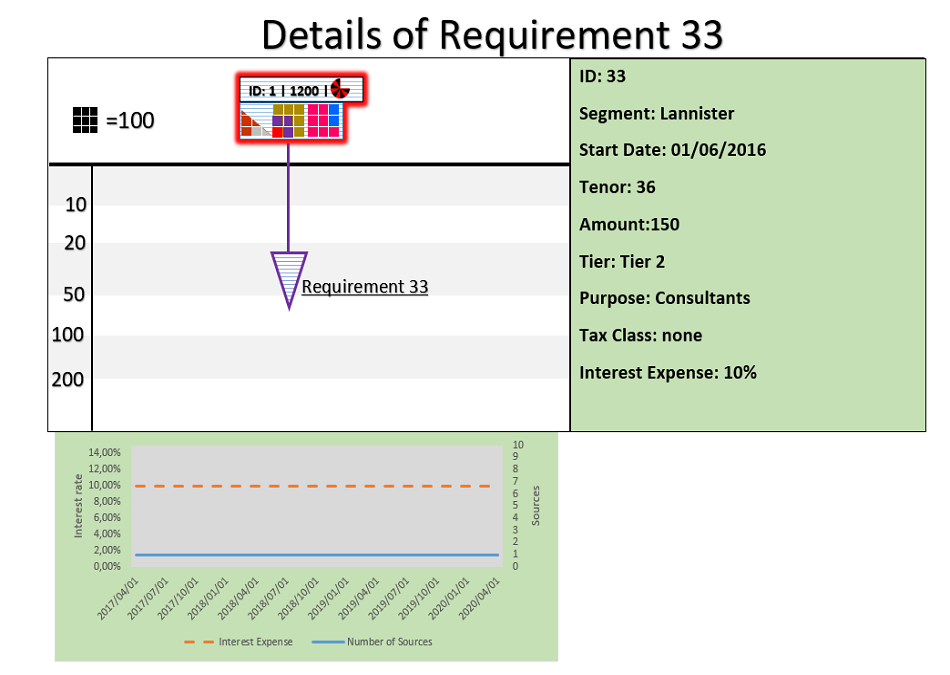 Details of Requirement 33
=100
ID: 1 | 1200 |
10
20
50
100
200
Requirement 33
ID: 33
Segment: Lannister
Start Date: 01/06/2016
Tenor: 36
Amount:150
Tier: Tier 2
Purpose: Consultants
Tax Class: none
Interest Expense: 10%
Interest rate
14,00%
12,00%
10,00%
8,00%
6,00%
4,00%
2,00%
0,00%
10
9
8
7
6
5
4
3
2
1
0
Sources
2017/04/01
2017/07/01
2017/10/01
2018/01/01
2018/04/01
2018/07/01
2018/10/01
2019/01/01
2019/04/01
2019/07/01
2019/10/01
2020/01/01
2020/04/01
Interest Expense
Number of Sources